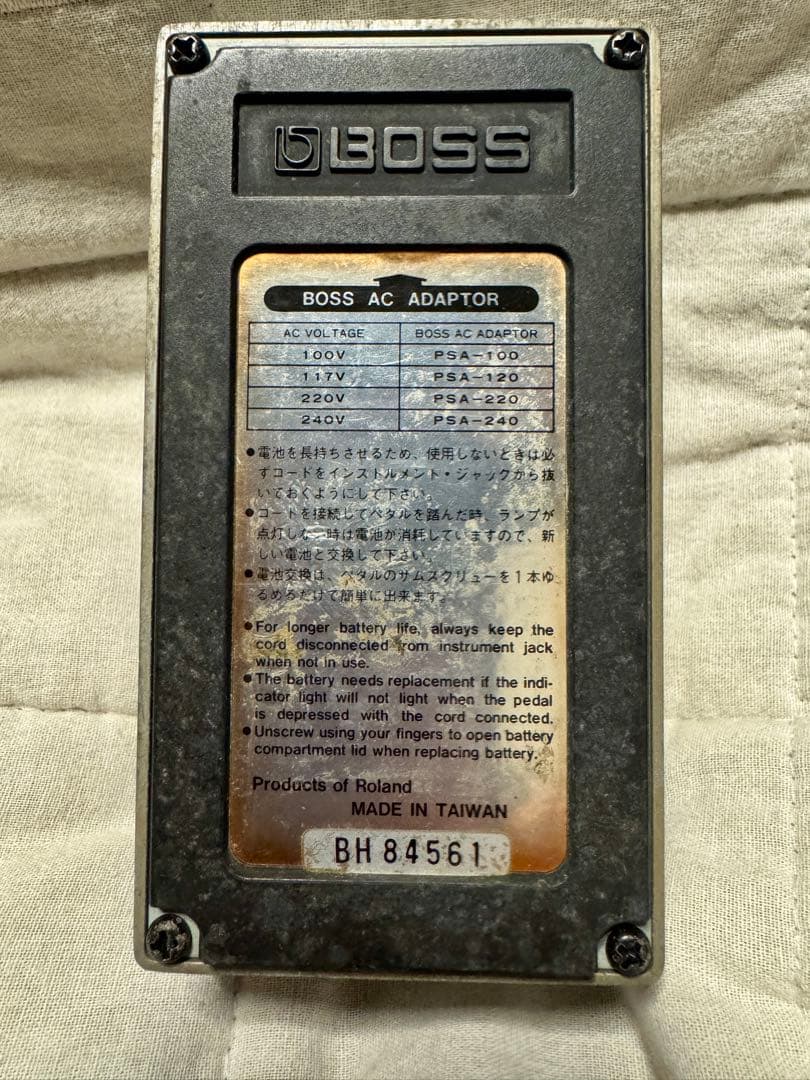 BOSS
BOSS AC ADAPTOR
AC VOLTAGE BOSS AC ADAPTOR
100V PSA-100
117V PSA-120
220V PSA-220
240V PSA-240
●電池を長持ちさせるため、使用しないときは必
ずコードをインストルメント・ジャックから抜
いておくようにして下さい。
●コードを接続してペタルを踏んだ時、ランプが
点灯しない時は電池が消耗していますので、新
しい電池と交換して下さい。
●電池交換は、ペタルのサムスクリューを1本ゆ
るめるだけで簡単に出来ます。
●For longer battery life, always keep the
cord disconnected from instrument jack
when not in use.
●The battery needs replacement if the indi-
cator light will not light when the pedal
is depressed with the cord connected.
●Unscrew using your fingers to open battery
compartment lid when replacing battery.
Products of Roland
MADE IN TAIWAN
BH 84561